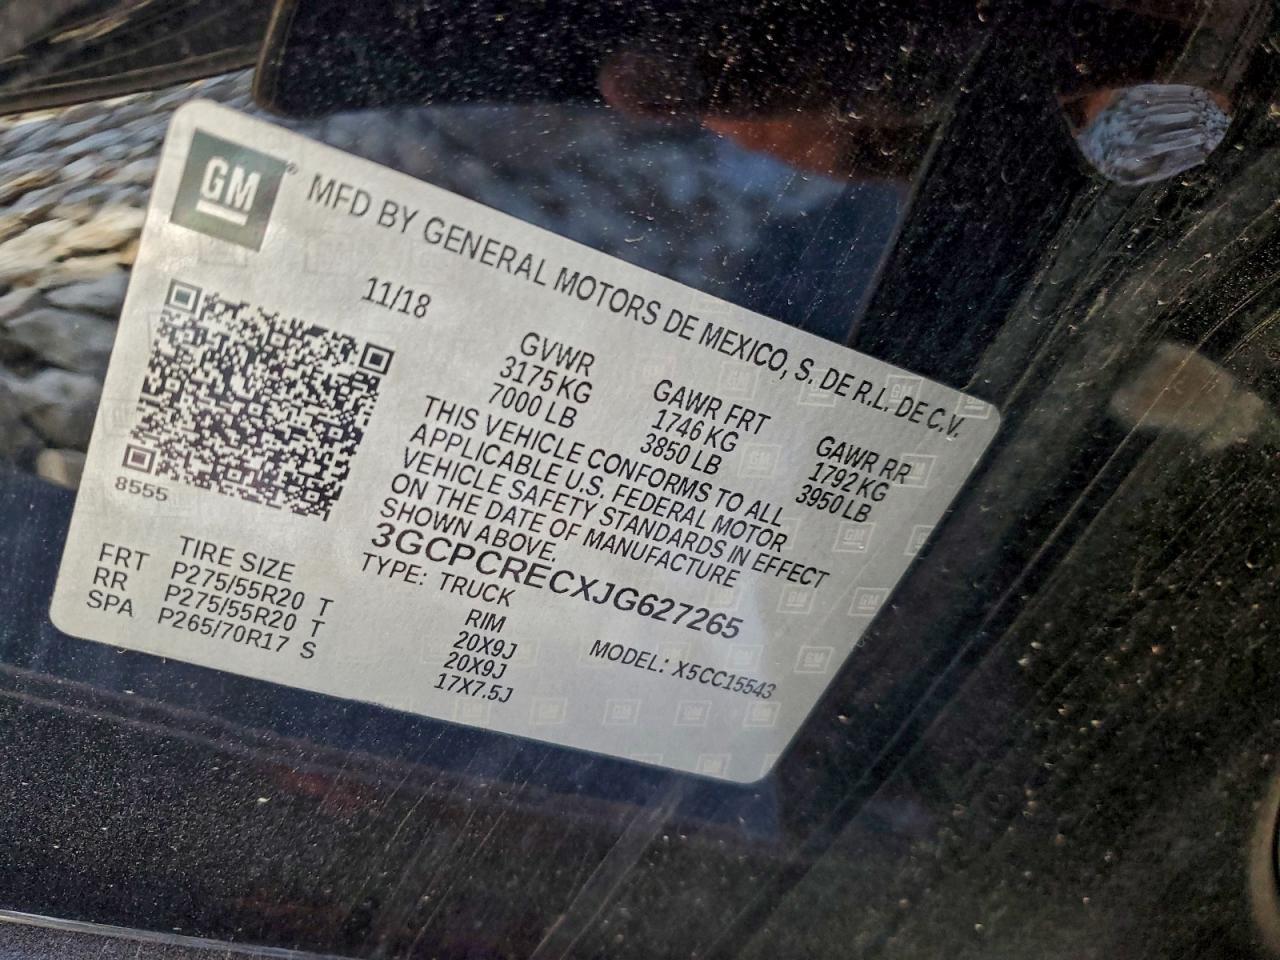 GM® MFD BY GENERAL MOTORS DE MEXICO, S. DE R.L. DE C.V.
11/18
GVWR GAWR FRT GAWR RR
3175 KG 1746 KG 1792 KG
7000 LB 3850 LB 3950 LB
THIS VEHICLE CONFORMS TO ALL
APPLICABLE U.S. FEDERAL MOTOR
VEHICLE SAFETY STANDARDS IN EFFECT
ON THE DATE OF MANUFACTURE
SHOWN ABOVE.
8555
3GCPCRECXJG627265
TYPE: TRUCK MODEL: X5CC15543
TIRE SIZE RIM
FRT P275/55R20 T 20X9J
RR P275/55R20 T 20X9J
SPA P265/70R17 S 17X7.5J